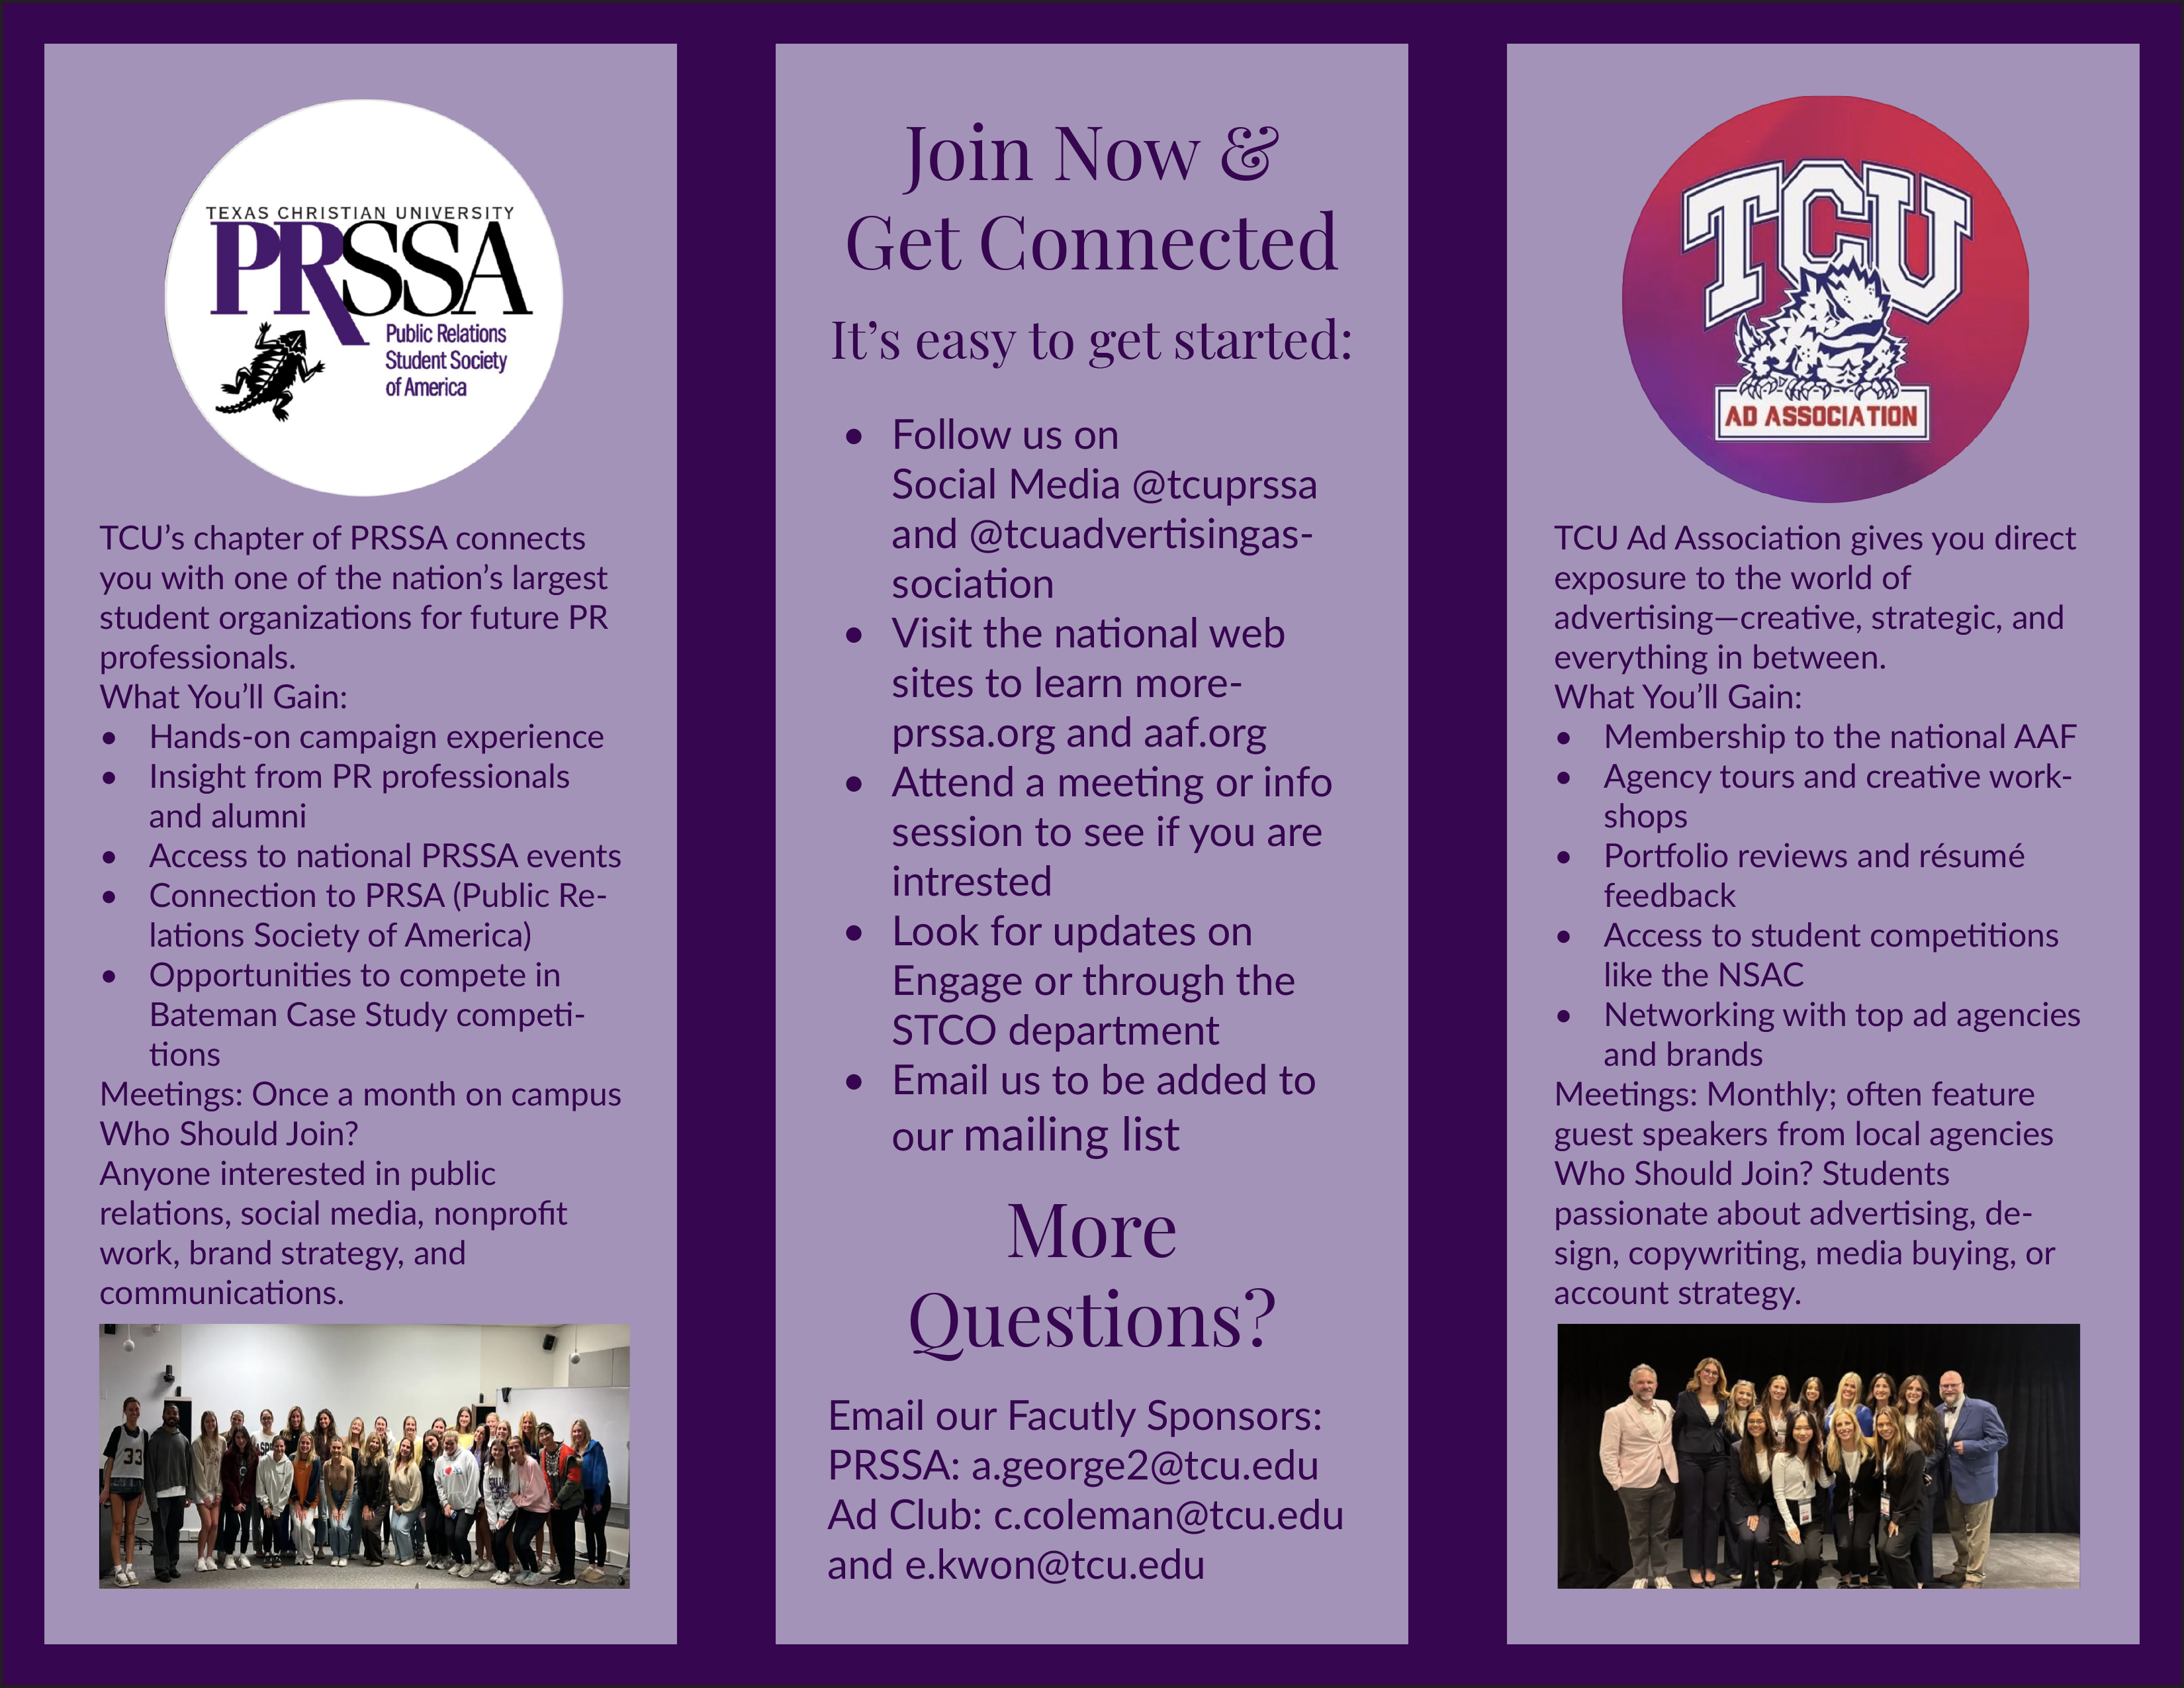 TEXAS CHRISTIAN UNIVERSITY
PRSSA
Public Relations
Student Society
of America
TCU's chapter of PRSSA connects
you with one of the nation's largest
student organizations for future PR
professionals.
What You'll Gain:
• Hands-on campaign experience
• Insight from PR professionals
and alumni
• Access to national PRSSA events
• Connection to PRSA (Public Re-
lations Society of America)
• Opportunities to compete in
Bateman Case Study competi-
tions
Meetings: Once a month on campus
Who Should Join?
Anyone interested in public
relations, social media, nonprofit
work, brand strategy, and
communications.
33
Join Now &
Get Connected
It's easy to get started:
• Follow us on
Social Media @tcuprssa
and @tcuadvertisingas-
sociation
• Visit the national web
sites to learn more-
prssa.org and aaf.org
• Attend a meeting or info
session to see if you are
intrested
• Look for updates on
Engage or through the
STCO department
• Email us to be added to
our mailing list
More
Questions?
Email our Facutly Sponsors:
PRSSA: a.george2@tcu.edu
Ad Club: c.coleman@tcu.edu
and e.kwon@tcu.edu
TCU
AD ASSOCIATION
TCU Ad Association gives you direct
exposure to the world of
advertising—creative, strategic, and
everything in between.
What You'll Gain:
• Membership to the national AAF
• Agency tours and creative work-
shops
• Portfolio reviews and résumé
feedback
• Access to student competitions
like the NSAC
• Networking with top ad agencies
and brands
Meetings: Monthly; often feature
guest speakers from local agencies
Who Should Join? Students
passionate about advertising, de-
sign, copywriting, media buying, or
account strategy.